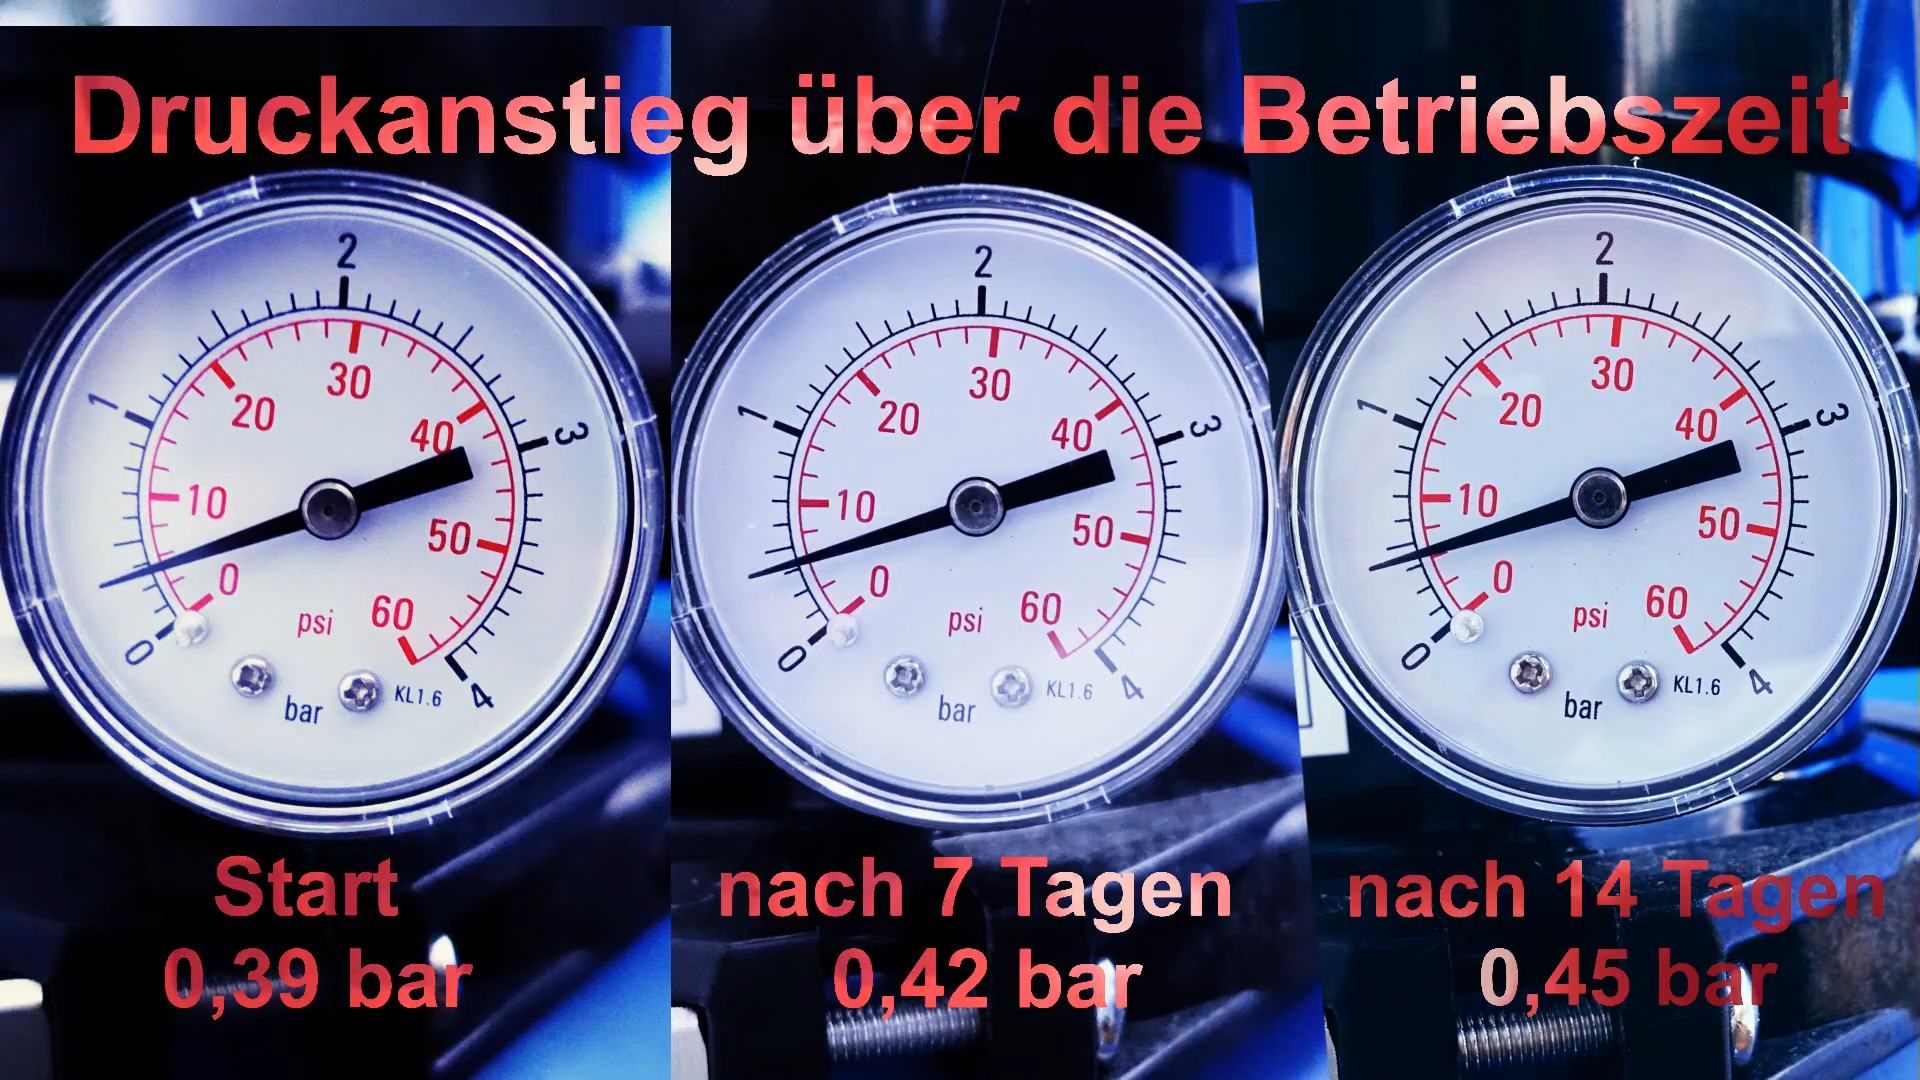 Druckanstieg über die Betriebszeit
2
1
3
20
30
40
10
50
0
60
psi
0
bar
KL1.6
4
2
1
3
20
30
40
10
50
0
60
psi
0
bar
KL1.6
4
2
1
3
20
30
40
10
50
0
60
psi
0
bar
KL1.6
4
Start
0,39 bar
nach 7 Tagen
0,42 bar
nach 14 Tagen
0,45 bar